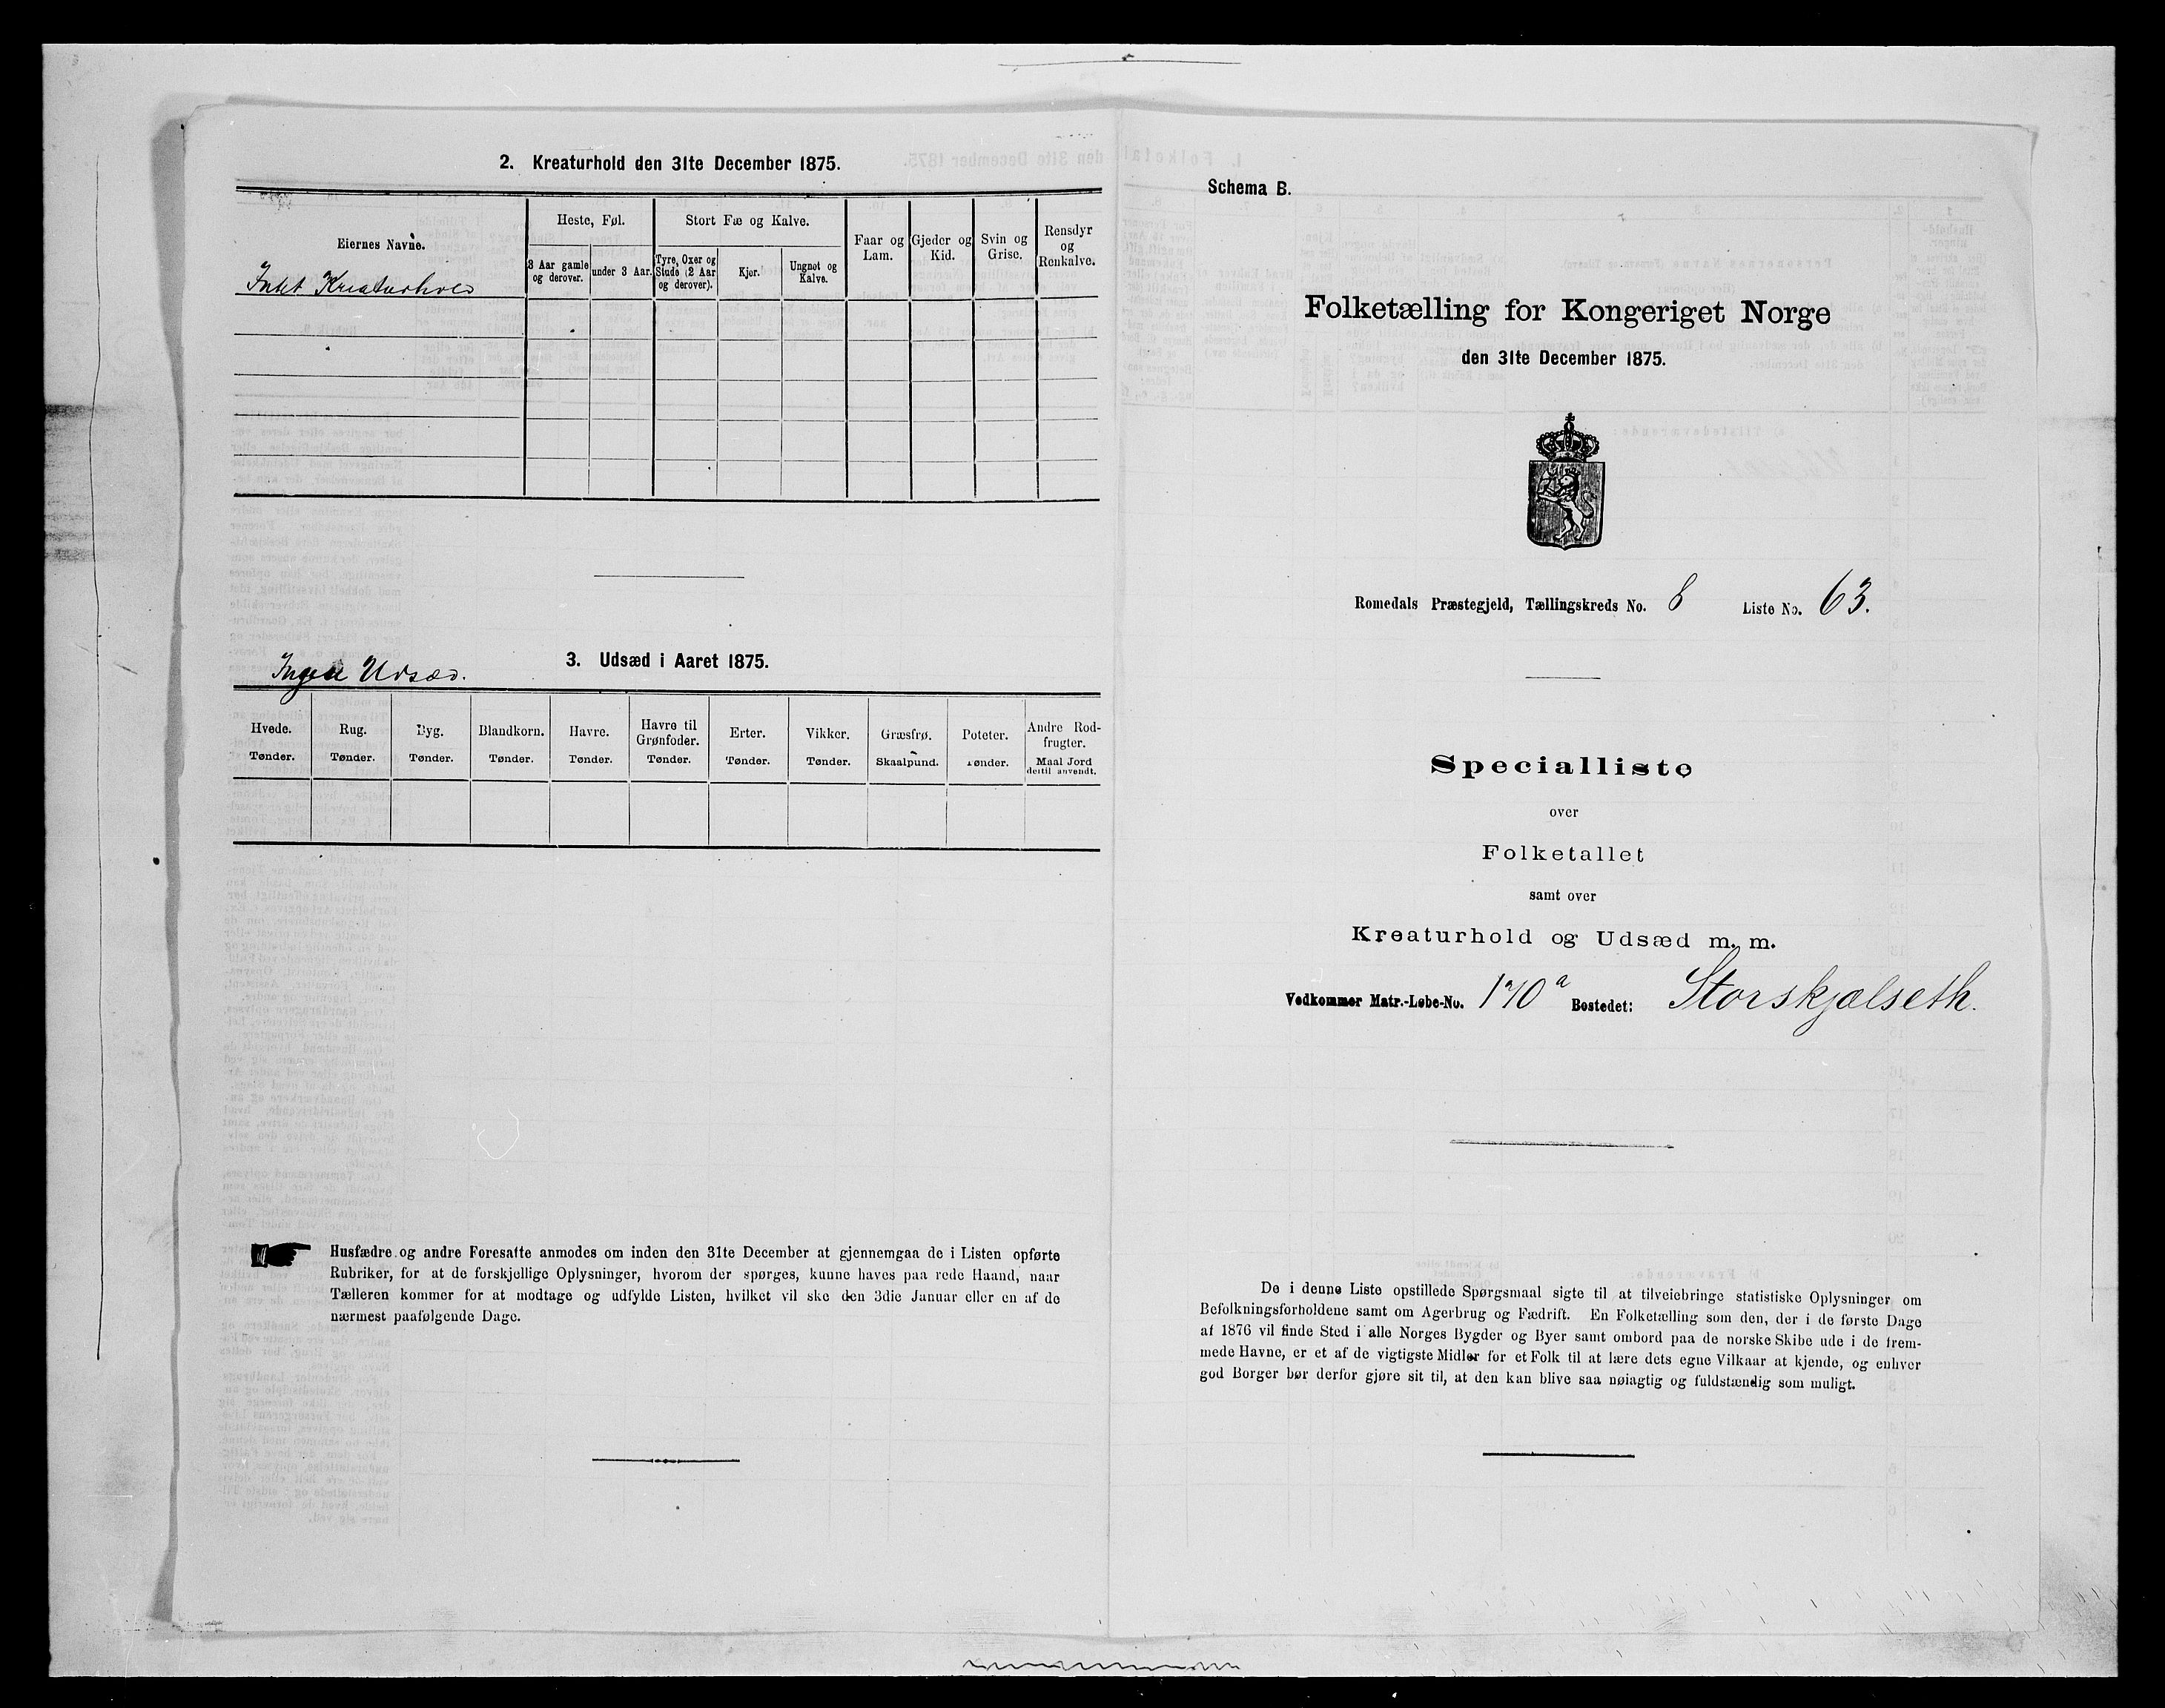 2. Kreaturhold den 31te December 1875.
Eiernes Navne.
Heste, Føl.
3 Aar gamle og derover.
under 3 Aar.
Stort Fæ og Kalve.
Tyre, Oxer og Stude (2 Aar og derover).
Kjør.
Ungnøt og Kalve.
Faar og Lam.
Gjeder og Kid.
Svin og Grise.
Rensdyr og Renkalve.
Intet Kreaturhold
3. Udsæd i Aaret 1875.
Ingen Udsæd.
Hvede. Rug. Byg. Blandkorn. Havre. Havre til Grønfoder. Erter. Vikker. Græsfrø. Poteter. Andre Rodfrugter.
Tønder. Tønder. Tønder. Tønder. Tønder. Tønder. Tønder. Tønder. Skaalpund. Tønder. Maal Jord dertil anvendt.
Husfædre og andre Foresatte anmodes om inden den 31te December at gjennemgaa de i Listen opførte
Rubriker, for at de forskjellige Oplysninger, hvorom der spørges, kunne haves paa rede Haand, naar
Tælleren kommer for at modtage og udfylde Listen, hvilket vil ske den 3die Januar eller en af de
nærmest paafølgende Dage.
Schema B.
Folketælling for Kongeriget Norge
den 31te December 1875.
Romedals Præstegjeld, Tællingskreds No. 8 Liste No. 63.
Specialliste
over
Folketallet
samt over
Kreaturhold og Udsæd m. m.
Vedkommer Matr.-Løbe-No. 170a Bostedet: Storskjælseth.
De i denne Liste opstillede Spørgsmaal sigte til at tilveiebringe statistiske Oplysninger om
Befolkningsforholdene samt om Agerbrug og Fædrift. En Folketælling som den, der i de første Dage
af 1876 vil finde Sted i alle Norges Bygder og Byer samt ombord paa de norske Skibe ude i de frem-
mede Havne, er et af de vigtigste Midler for et Folk til at lære dets egne Vilkaar at kjende, og enhver
god Borger bør derfor gjøre sit til, at den kan blive saa nøiagtig og fuldstændig som muligt.